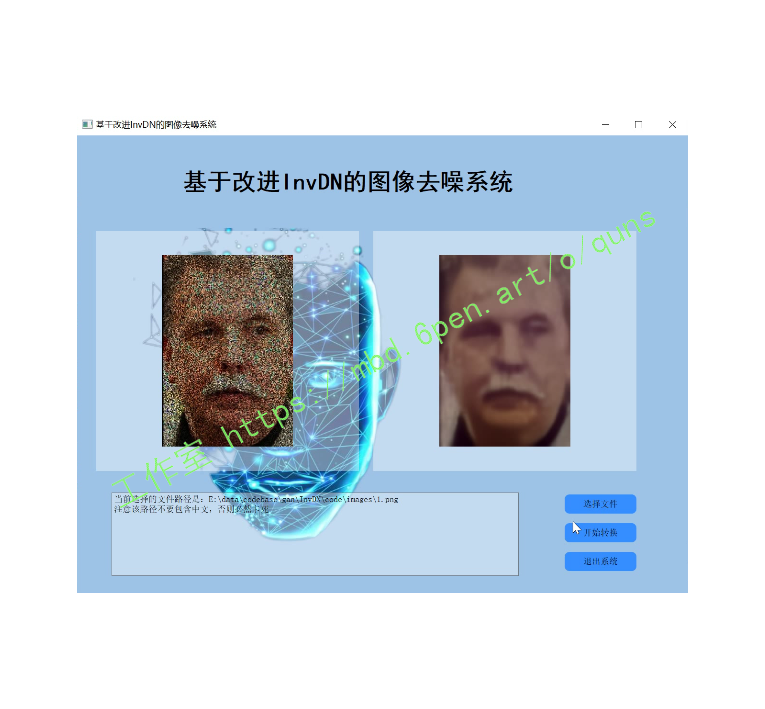 基于改进InvDN的图像去噪系统
基于改进InvDN的图像去噪系统
工作室 https: mbd.6pen.art/o/quns
当前选择的文件路径是：E:\data\codebase\gan\InvDN\code\images\1.png
注意该路径不要包含中文，否则
选择文件
开始转换
退出系统